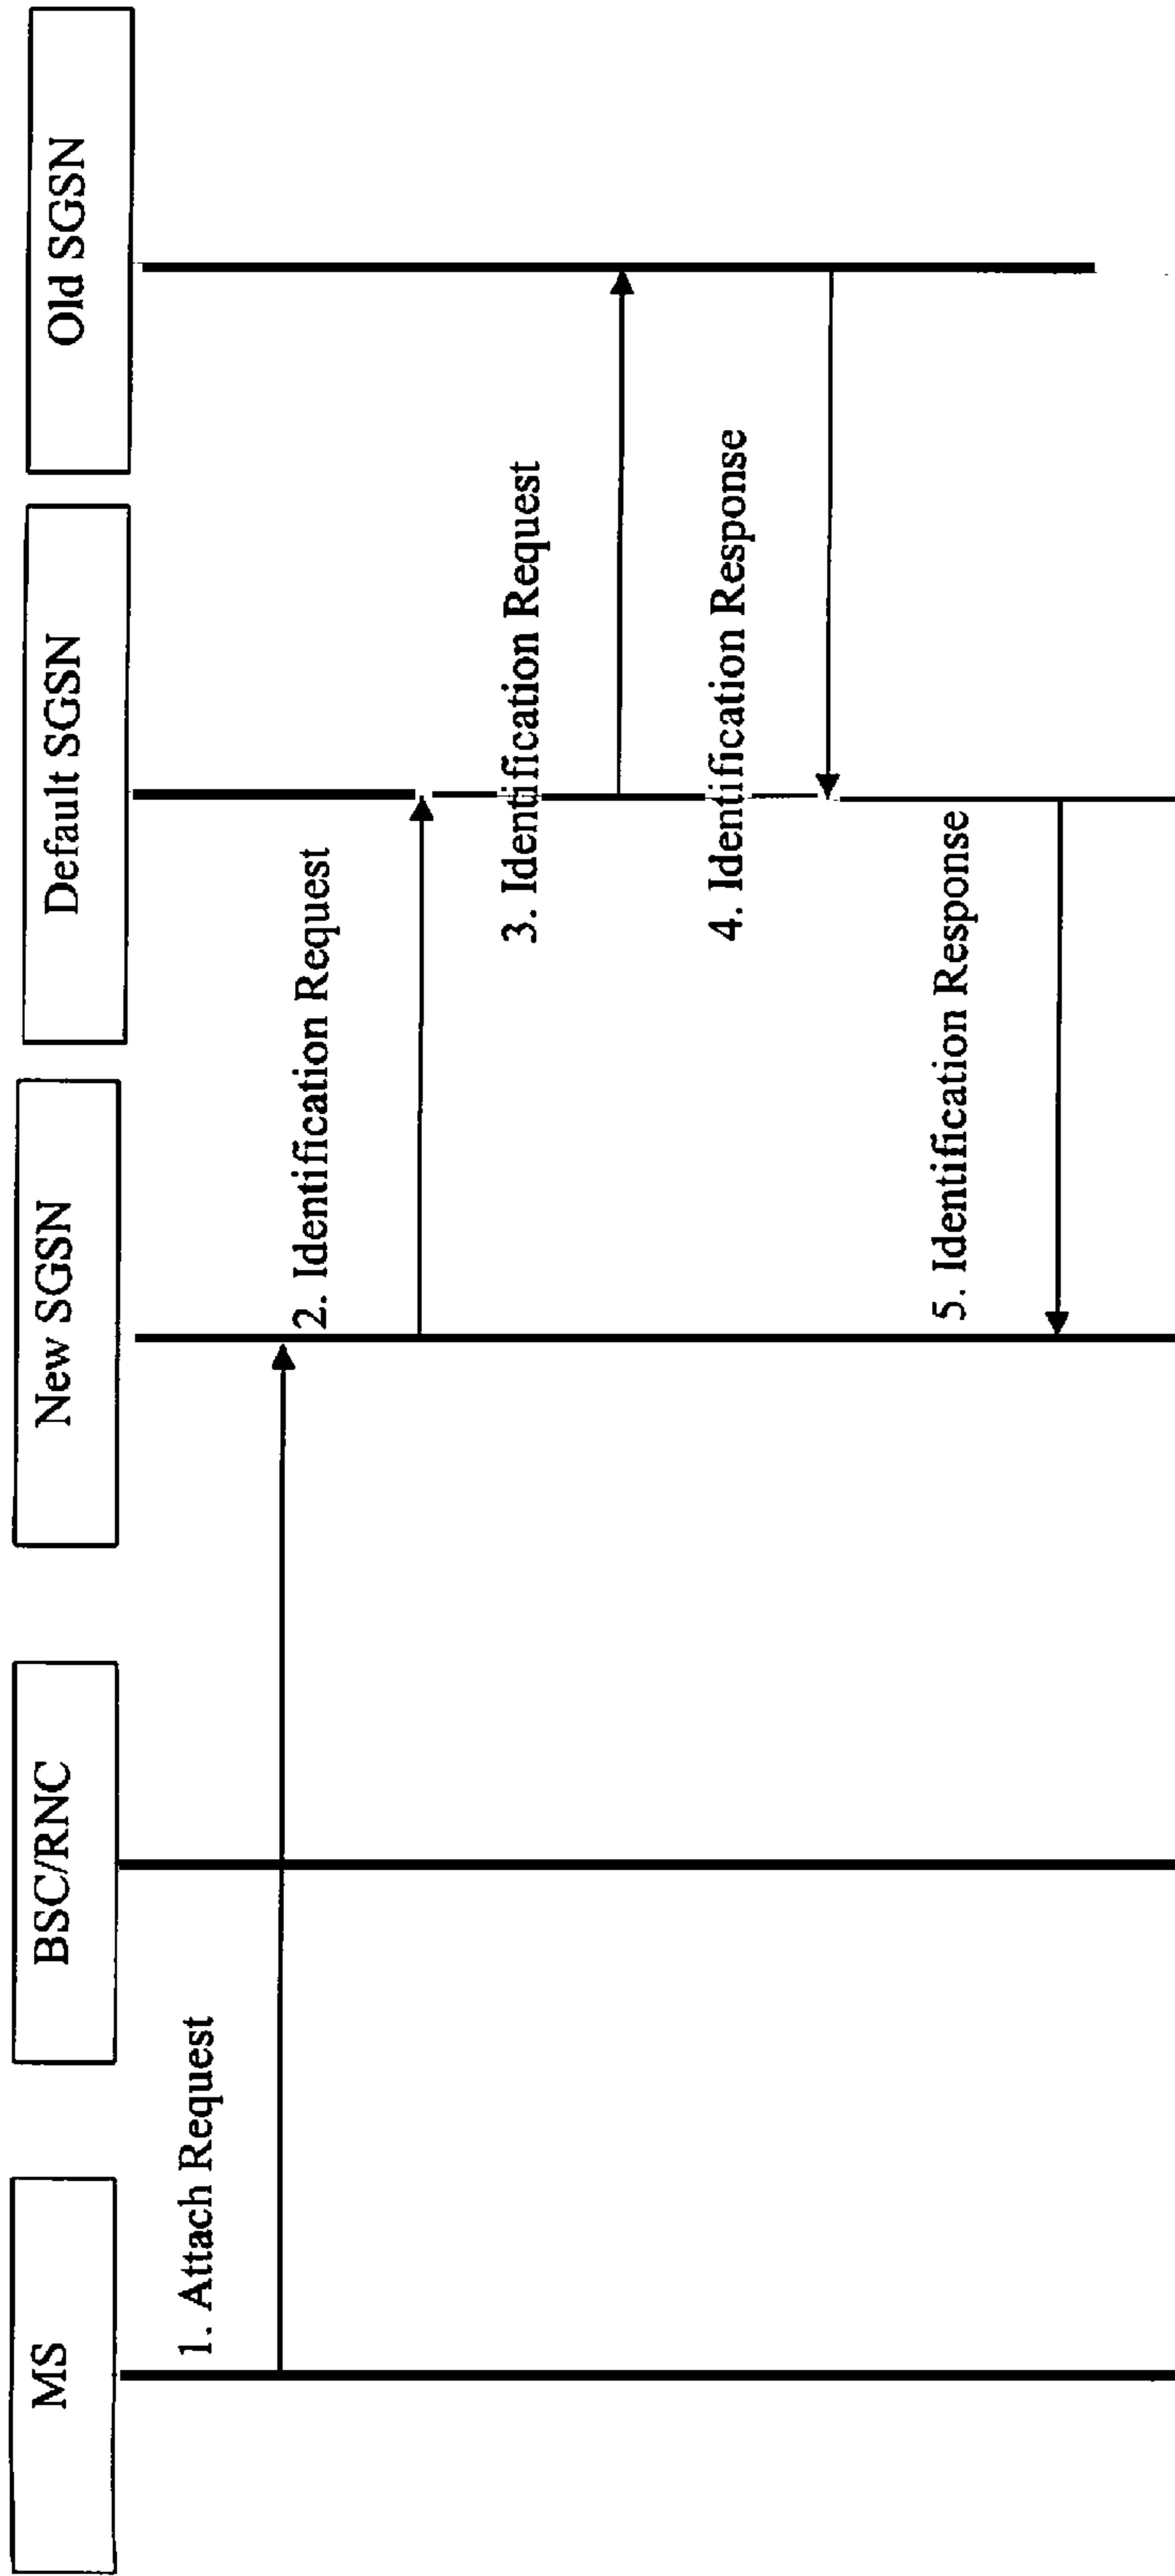 MS
BSC/RNC
New SGSN
Default SGSN
Old SGSN
1. Attach Request
2. Identification Request
3. Identification Request
4. Identification Response
5. Identification Response